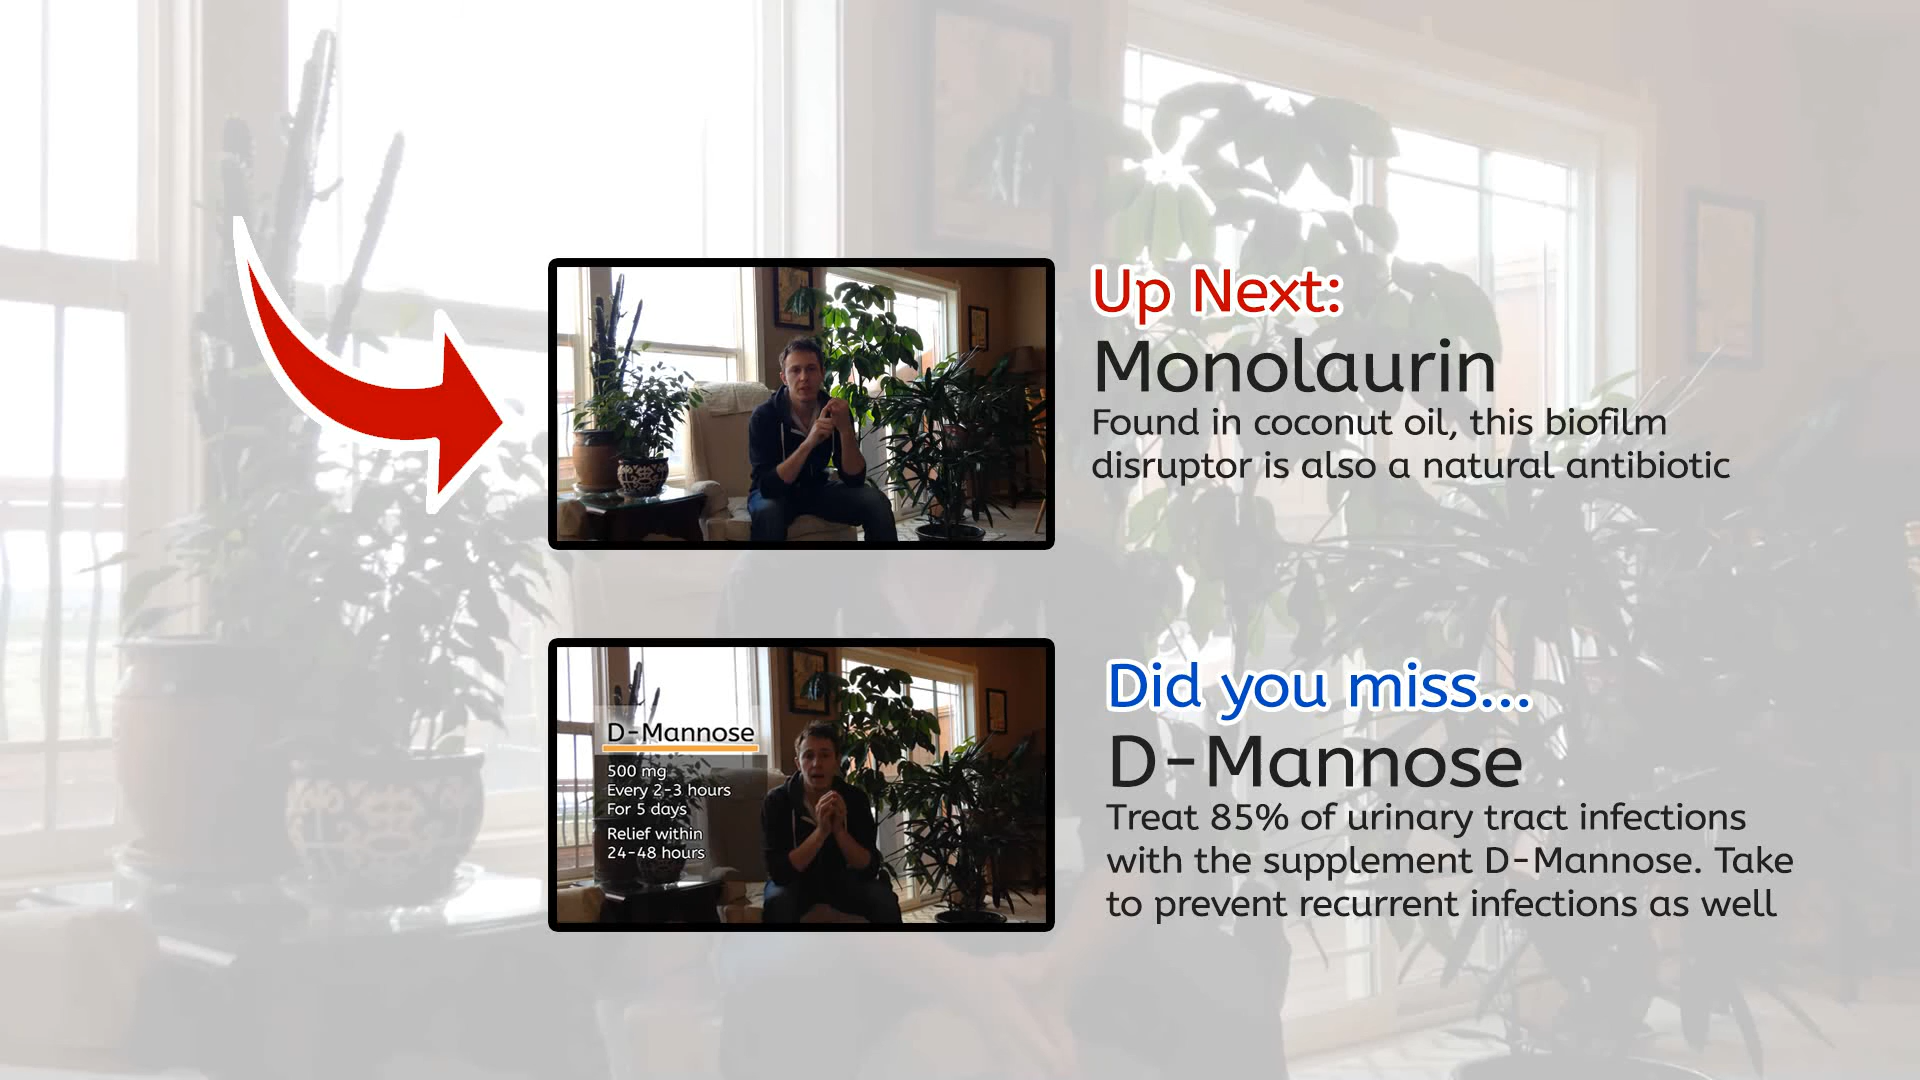 Up Next:
Monolaurin
Found in coconut oil, this biofilm
disruptor is also a natural antibiotic
D-Mannose
500 mg
Every 2-3 hours
For 5 days
Relief within
24-48 hours
Did you miss...
D-Mannose
Treat 85% of urinary tract infections
with the supplement D-Mannose. Take
to prevent recurrent infections as well